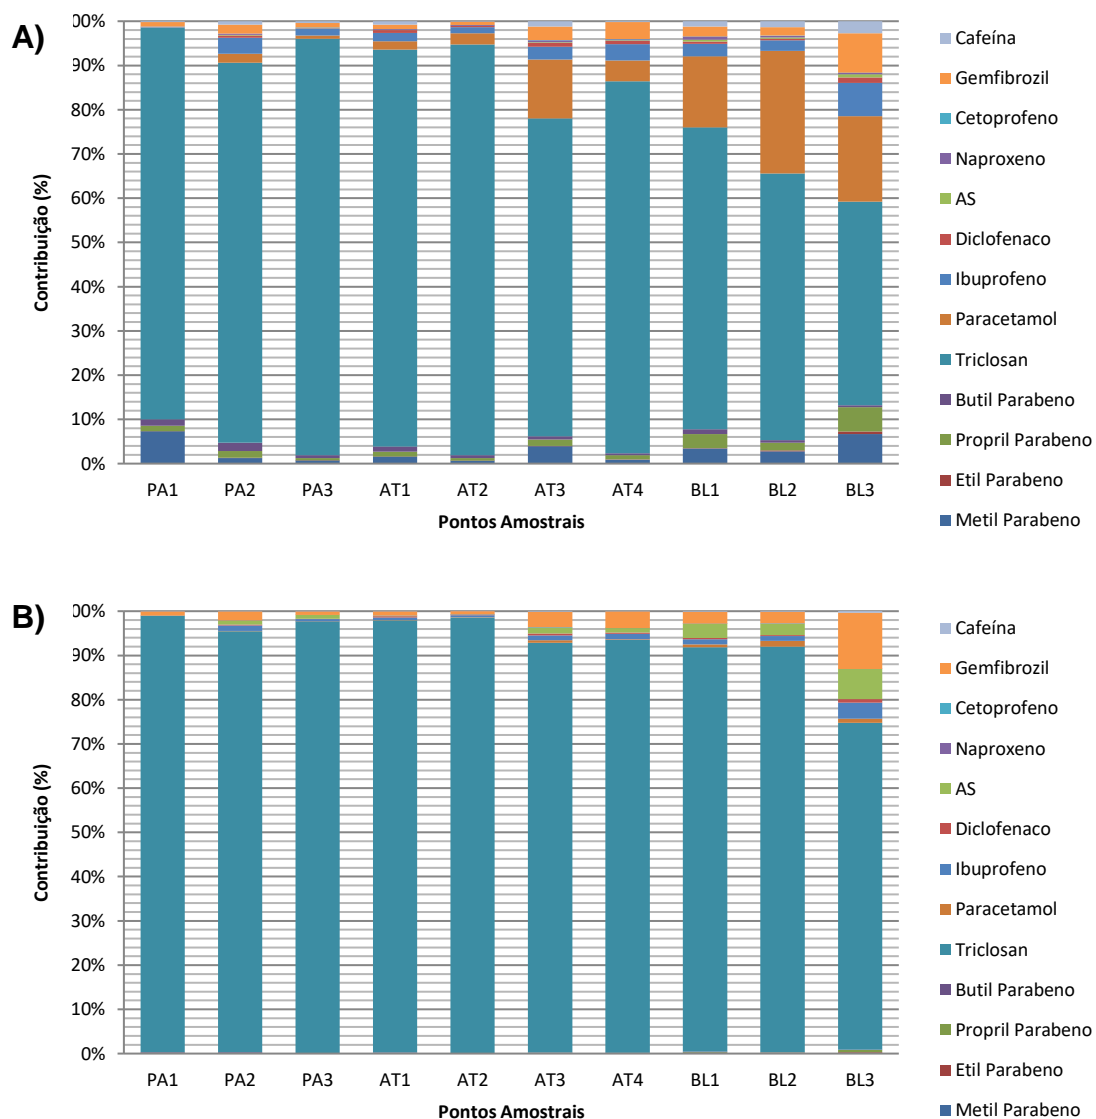 A)
00%
90%
80%
70%
60%
50%
40%
30%
20%
10%
0%
Contribuição (%)
PA1 PA2 PA3 AT1 AT2 AT3 AT4 BL1 BL2 BL3
Pontos Amostrais
Cafeína
Gemfibrozil
Cetoprofeno
Naproxeno
AS
Diclofenaco
Ibuprofeno
Paracetamol
Triclosan
Butil Parabeno
Propril Parabeno
Etil Parabeno
Metil Parabeno
B)
00%
90%
80%
70%
60%
50%
40%
30%
20%
10%
0%
Contribuição (%)
PA1 PA2 PA3 AT1 AT2 AT3 AT4 BL1 BL2 BL3
Pontos Amostrais
Cafeína
Gemfibrozil
Cetoprofeno
Naproxeno
AS
Diclofenaco
Ibuprofeno
Paracetamol
Triclosan
Butil Parabeno
Propril Parabeno
Etil Parabeno
Metil Parabeno